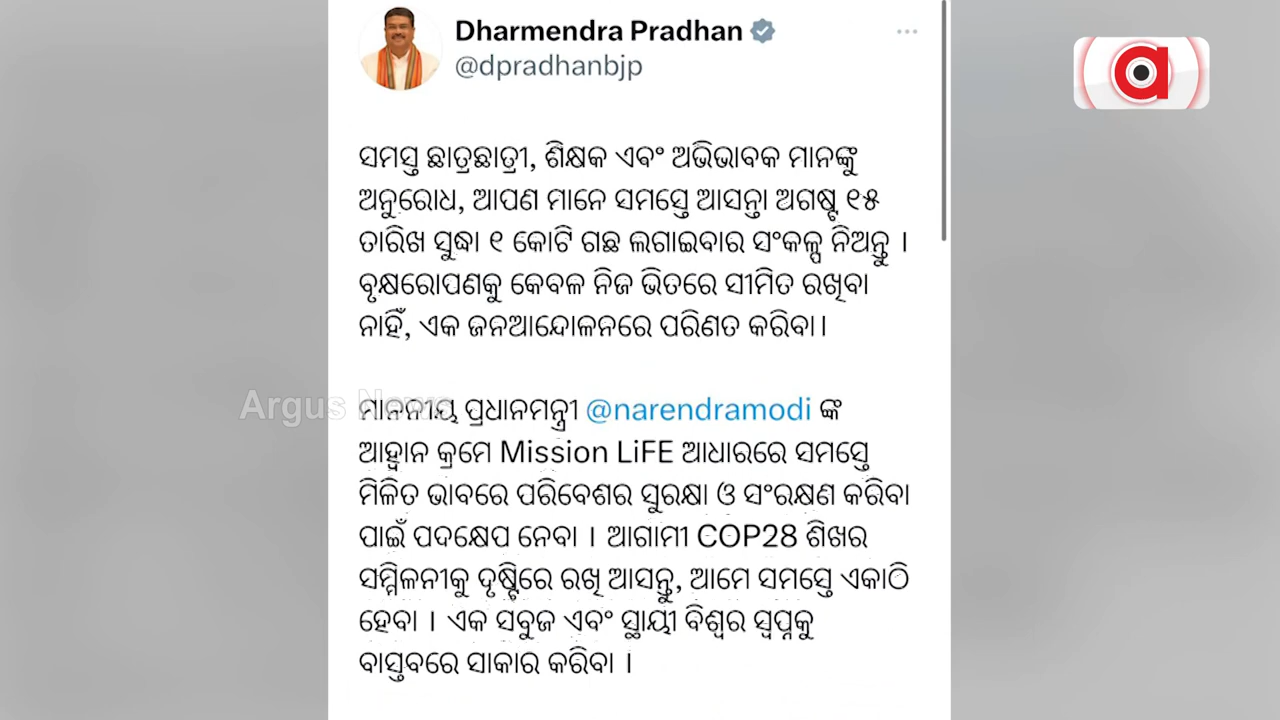 Dharmendra Pradhan
@dpradhanbjp
ସମସ୍ତ ଛାତ୍ରଛାତ୍ରୀ, ଶିକ୍ଷକ ଏବଂ ଅଭିଭାବକ ମାନଙ୍କୁ
ଅନୁରୋଧ, ଆପଣ ମାନେ ସମସ୍ତେ ଆସନ୍ତା ଅଗଷ୍ଟ ୧୫
ତାରିଖ ସୁଦ୍ଧା ୧ କୋଟି ଗଛ ଲଗାଇବାର ସଂକଳ୍ପ ନିଅନ୍ତୁ ।
ବୃକ୍ଷରୋପଣକୁ କେବଳ ନିଜ ଭିତରେ ସୀମିତ ରଖିବା
ନାହିଁ, ଏକ ଜନଆନ୍ଦୋଳନରେ ପରିଣତ କରିବା।
Argus News
ମାନନୀୟ ପ୍ରଧାନମନ୍ତ୍ରୀ @narendramodi ଙ୍କ
ଆହ୍ୱାନ କ୍ରମେ Mission LiFE ଆଧାରରେ ସମସ୍ତେ
ମିଳିତ ଭାବରେ ପରିବେଶର ସୁରକ୍ଷା ଓ ସଂରକ୍ଷଣ କରିବା
ପାଇଁ ପଦକ୍ଷେପ ନେବା । ଆଗାମୀ COP28 ଶିଖର
ସମ୍ମିଳନୀକୁ ଦୃଷ୍ଟିରେ ରଖି ଆସନ୍ତୁ, ଆମେ ସମସ୍ତେ ଏକାଠି
ହେବା । ଏକ ସବୁଜ ଏବଂ ସ୍ଥାୟୀ ବିଶ୍ୱର ସ୍ୱପ୍ନକୁ
ବାସ୍ତବରେ ସାକାର କରିବା ।